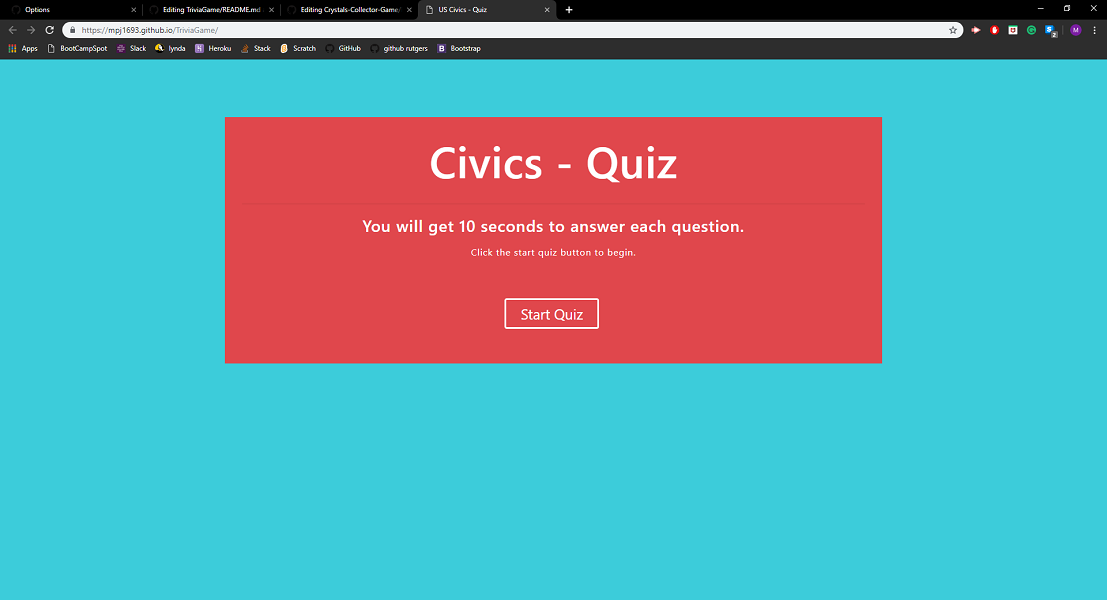 Options
Editing TriviaGame/README.md
Editing Crystals-Collector-Game/
US Civics - Quiz
https://mpj1693.github.io/TriviaGame/
2
M
Apps
BootCampSpot
Slack
lynda
Heroku
Stack
Scratch
GitHub
github rutgers
B
Bootstrap
Civics - Quiz
You will get 10 seconds to answer each question.
Click the start quiz button to begin.
Start Quiz